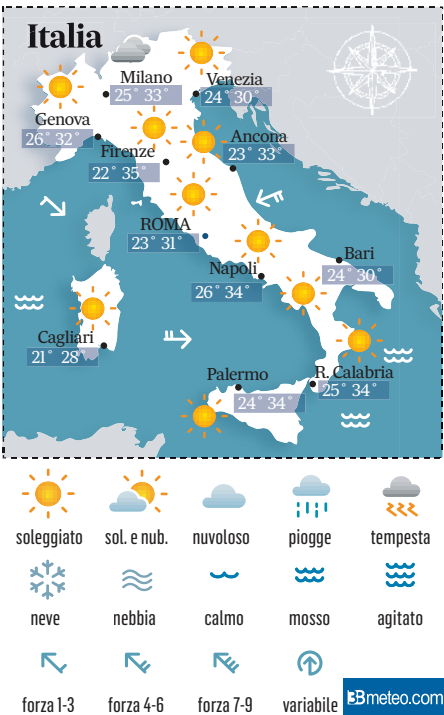 Italia
Milano
25° 33°
Venezia
24° 30°
Genova
26° 32°
Firenze
22° 35°
Ancona
23° 33°
ROMA
23° 31°
Napoli
26° 34°
Bari
24° 30°
Cagliari
21° 28°
Palermo
24° 34°
R. Calabria
25° 34°
soleggiato sol. e nub. nuvoloso piogge tempesta
neve nebbia calmo mosso agitato
forza 1-3 forza 4-6 forza 7-9 variabile
3Bmeteo.com